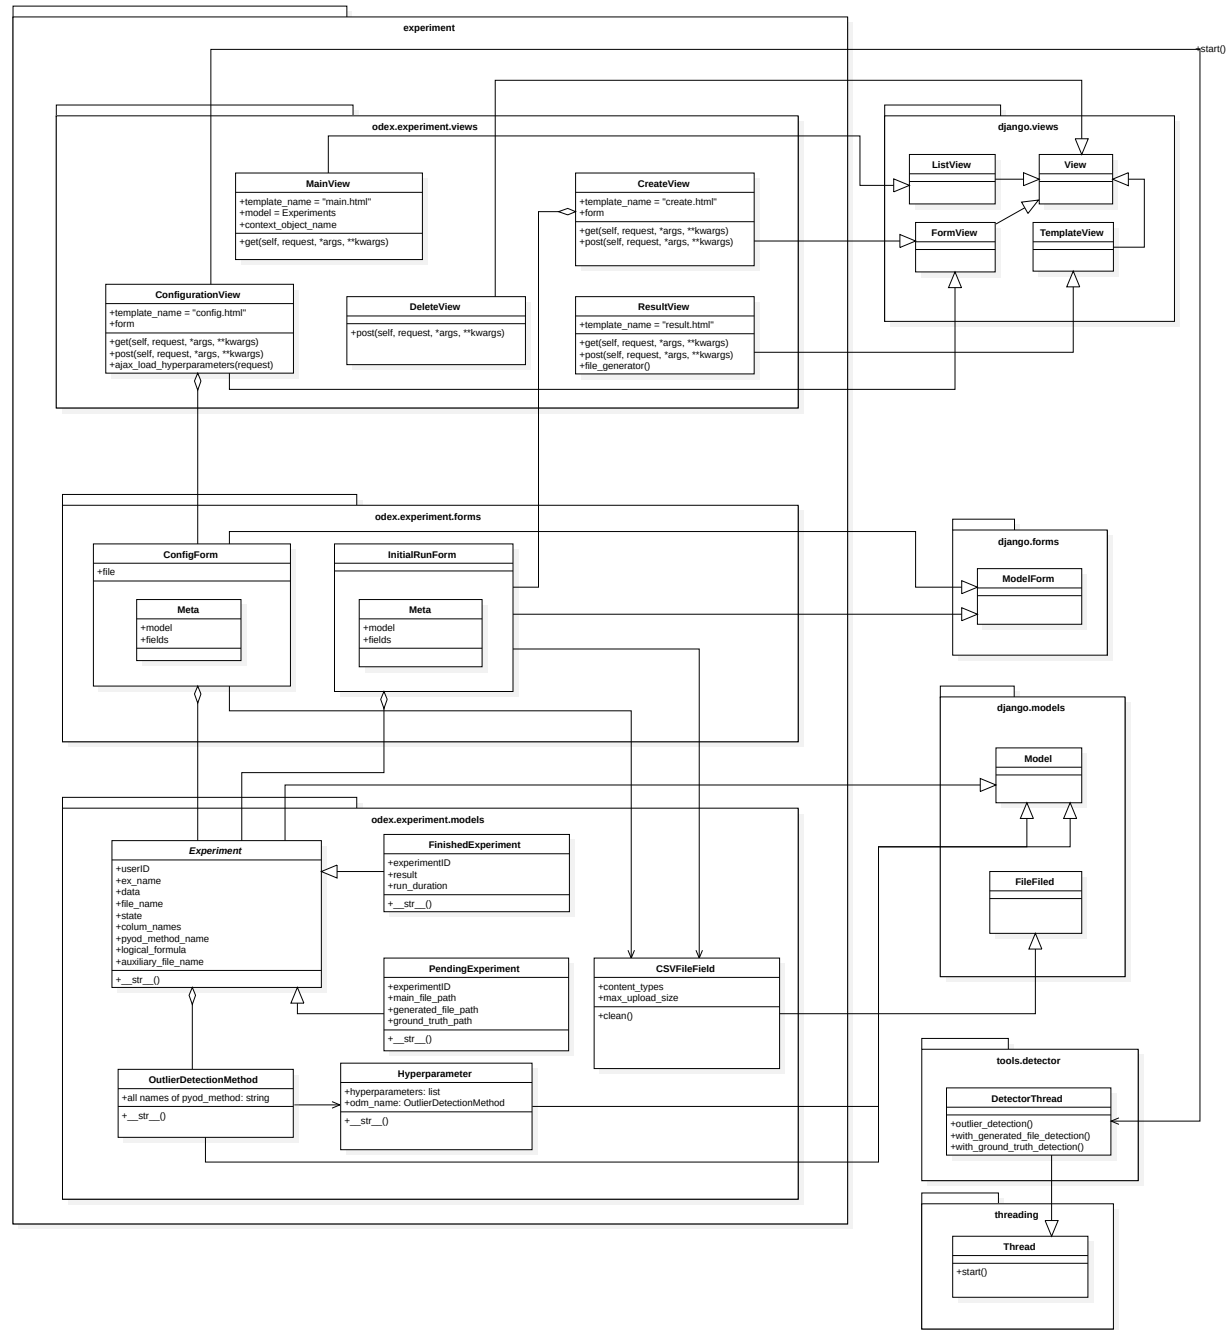 experiment
+start()
odex.experiment.views
django.views
MainView
+template_name = "main.html"
+model = Experiments
+context_object_name
+get(self, request, *args, **kwargs)
CreateView
+template_name = "create.html"
+form
+get(self, request, *args, **kwargs)
+post(self, request, *args, **kwargs)
ListView
View
FormView
TemplateView
ConfigurationView
+template_name = "config.html"
+form
+get(self, request, *args, **kwargs)
+post(self, request, *args, **kwargs)
+ajax_load_hyperparameters(request)
DeleteView
+post(self, request, *args, **kwargs)
ResultView
+template_name = "result.html"
+get(self, request, *args, **kwargs)
+post(self, request, *args, **kwargs)
+file_generator()
odex.experiment.forms
ConfigForm
+file
Meta
+model
+fields
InitialRunForm
Meta
+model
+fields
django.forms
ModelForm
django.models
Model
FileFiled
odex.experiment.models
Experiment
+userID
+ex_name
+data
+file_name
+state
+colum_names
+pyod_method_name
+logical_formula
+auxiliary_file_name
+__str__()
FinishedExperiment
+experimentID
+result
+run_duration
+__str__()
PendingExperiment
+experimentID
+main_file_path
+generated_file_path
+ground_truth_path
+__str__()
CSVFileField
+content_types
+max_upload_size
+clean()
OutlierDetectionMethod
+all names of pyod_method: string
+__str__()
Hyperparameter
+hyperparameters: list
+odm_name: OutlierDetectionMethod
+__str__()
tools.detector
DetectorThread
+outlier_detection()
+with_generated_file_detection()
+with_ground_truth_detection()
threading
Thread
+start()